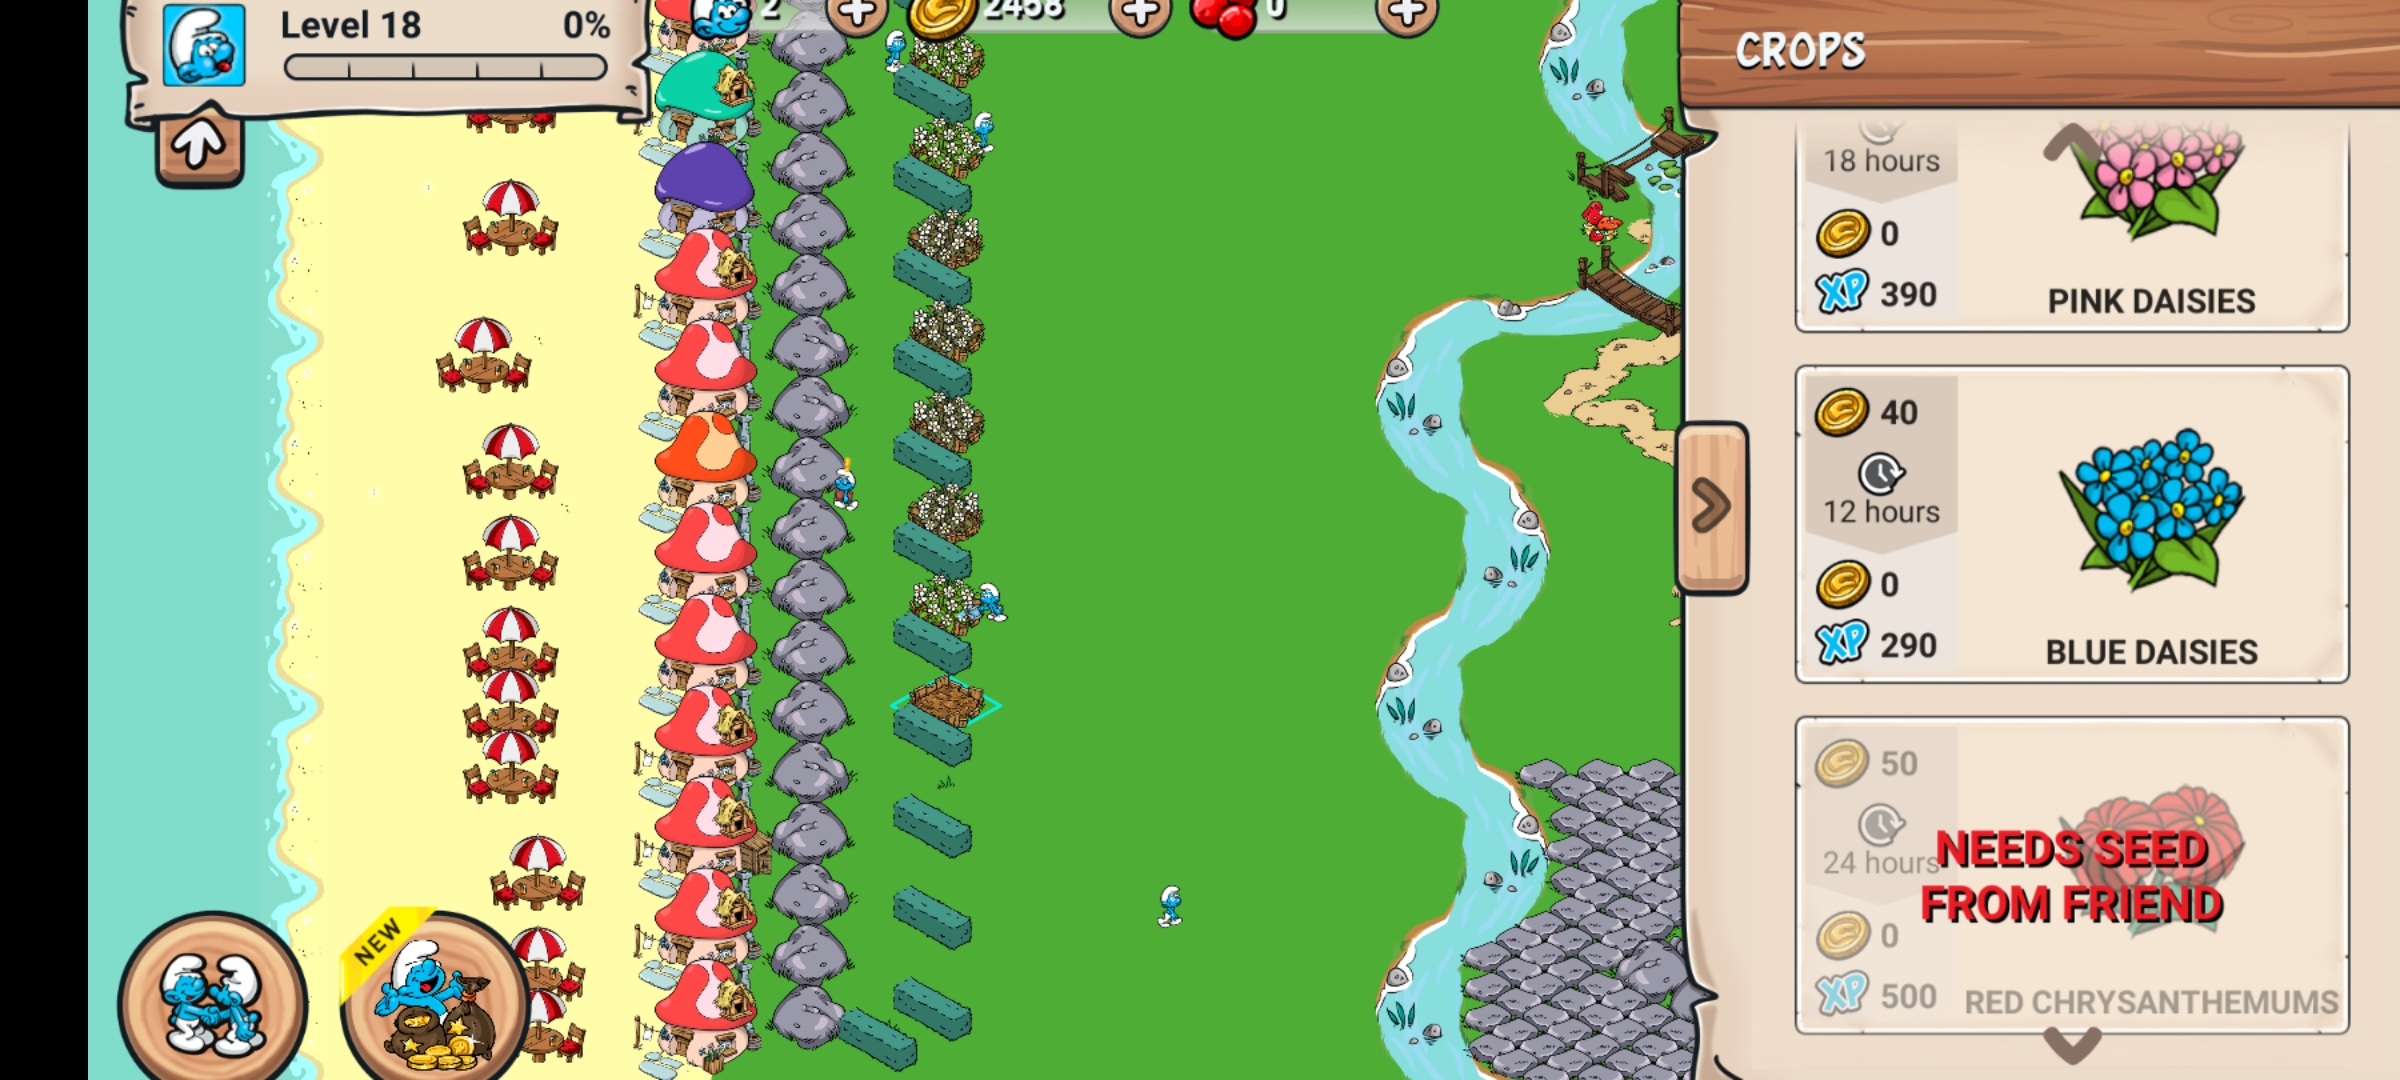 Level 18 0%
2 2458 0
CROPS
18 hours
0
XP 390
PINK DAISIES
40
12 hours
0
XP 290
BLUE DAISIES
50
24 hours
NEEDS SEED
FROM FRIEND
0
XP 500
RED CHRYSANTHEMUMS
NEW